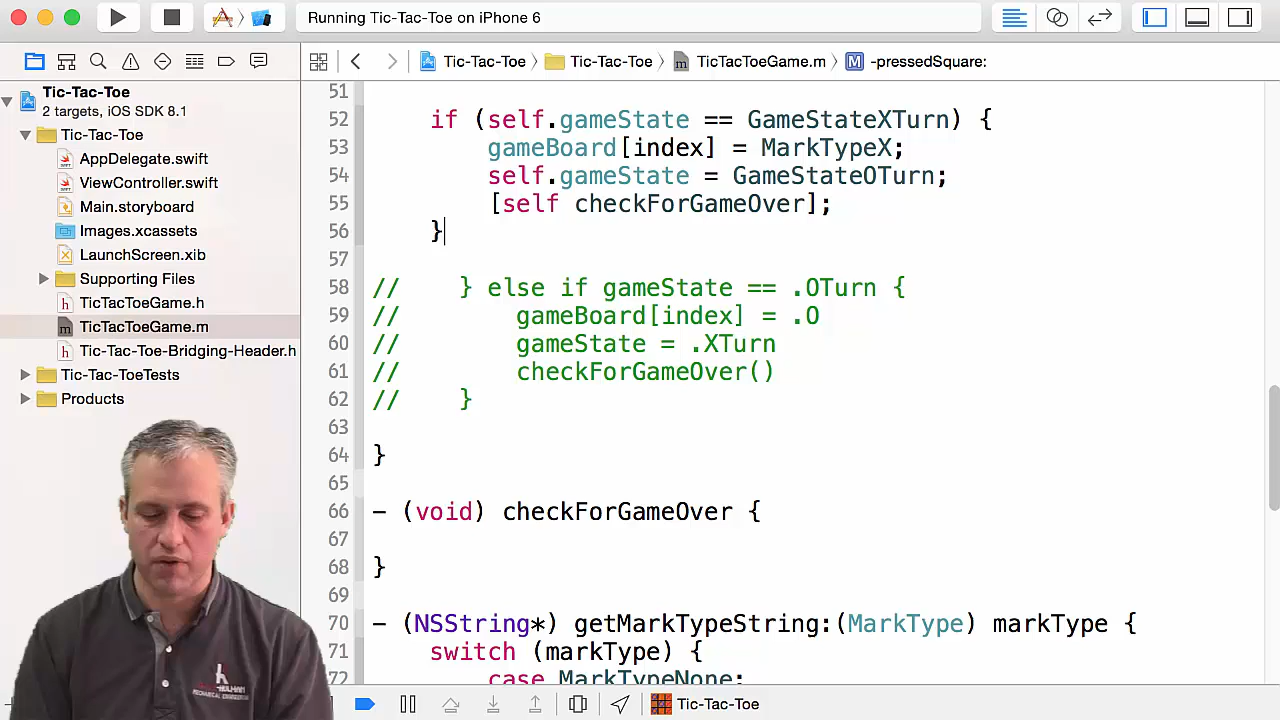 Running Tic-Tac-Toe on iPhone 6
Tic-Tac-Toe
2 targets, iOS SDK 8.1
Tic-Tac-Toe
AppDelegate.swift
ViewController.swift
Main.storyboard
Images.xcassets
LaunchScreen.xib
Supporting Files
TicTacToeGame.h
TicTacToeGame.m
Tic-Tac-Toe-Bridging-Header.h
Tic-Tac-ToeTests
Products
Tic-Tac-Toe Tic-Tac-Toe TicTacToeGame.m M -pressedSquare:
51
52 if (self.gameState == GameStateXTurn) {
53 gameBoard[index] = MarkTypeX;
54 self.gameState = GameStateOTurn;
55 [self checkForGameOver];
56 }
57
58 // } else if gameState == .OTurn {
59 // gameBoard[index] = .O
60 // gameState = .XTurn
61 // checkForGameOver()
62 // }
63
64 }
65
66 - (void) checkForGameOver {
67
68 }
69
70 - (NSString*) getMarkTypeString:(MarkType) markType {
71 switch (markType) {
72 case MarkTypeNone:
Tic-Tac-Toe